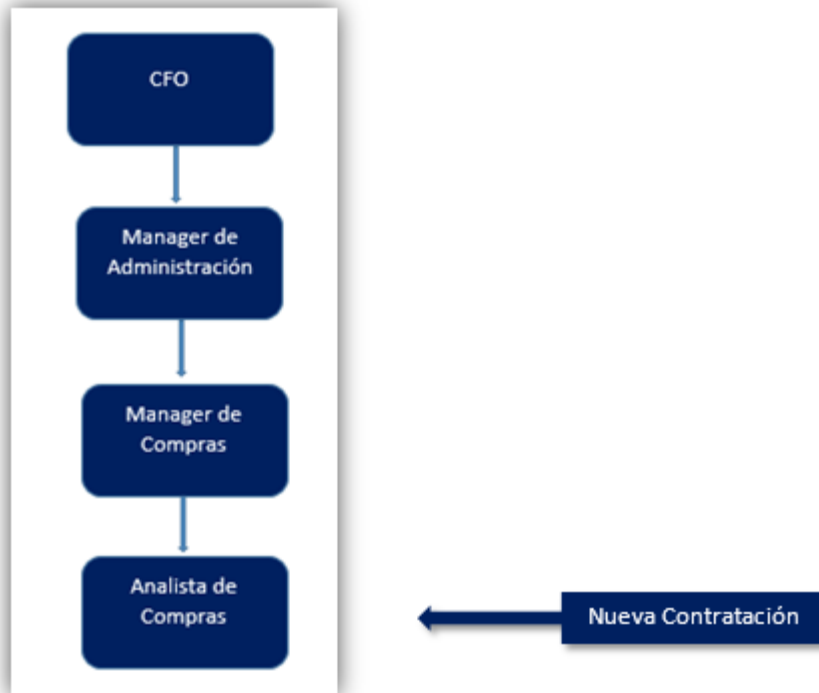 CFO
Manager de
Administración
Manager de
Compras
Analista de
Compras
Nueva Contratación